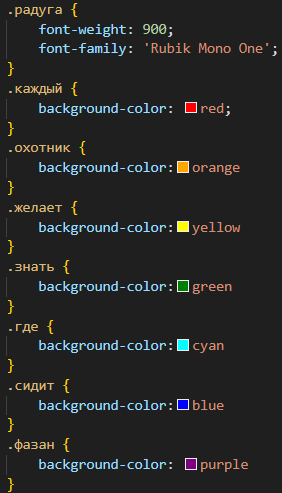 .радуга {
    font-weight: 900;
    font-family: 'Rubik Mono One';
}
.каждый {
    background-color: red;
}
.охотник {
    background-color:orange
}
.желает {
    background-color:yellow
}
.знать {
    background-color:green
}
.где {
    background-color:cyan
}
.сидит {
    background-color:blue
}
.фазан {
    background-color: purple
}